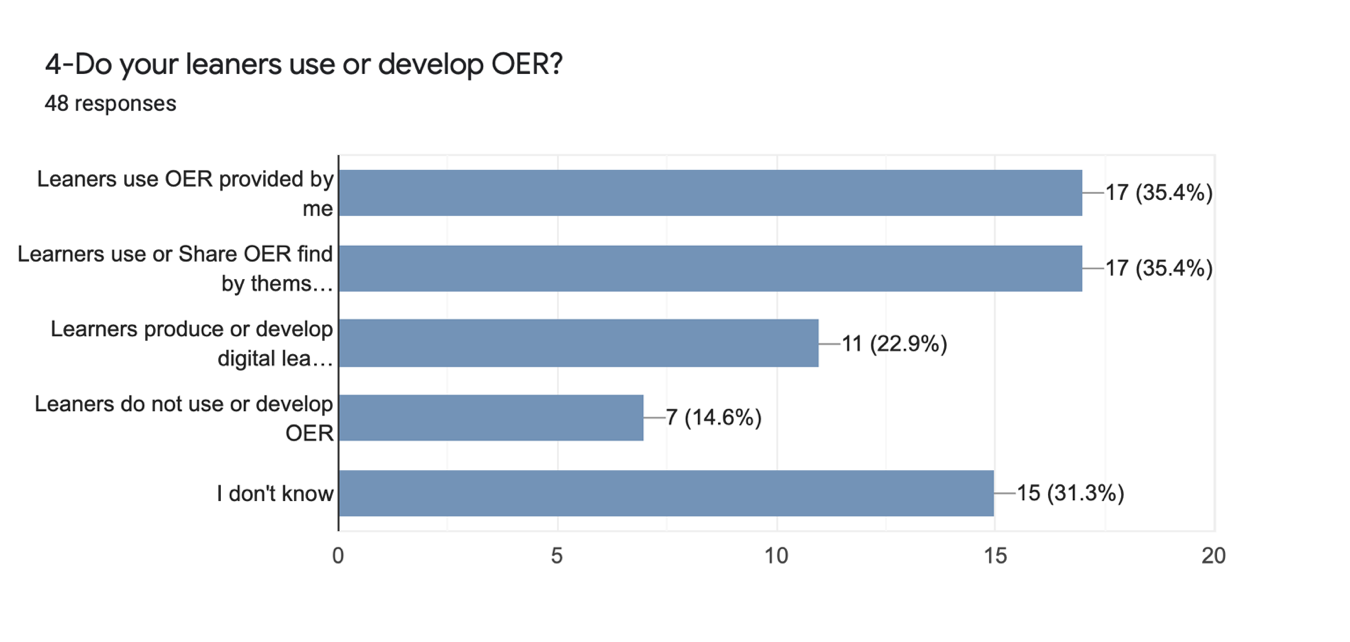 4-Do your leaners use or develop OER?
48 responses
Leaners use OER provided by
me
17 (35.4%)
Learners use or Share OER find
by thems…
17 (35.4%)
Learners produce or develop
digital lea…
11 (22.9%)
Leaners do not use or develop
OER
7 (14.6%)
I don't know
15 (31.3%)
0 5 10 15 20